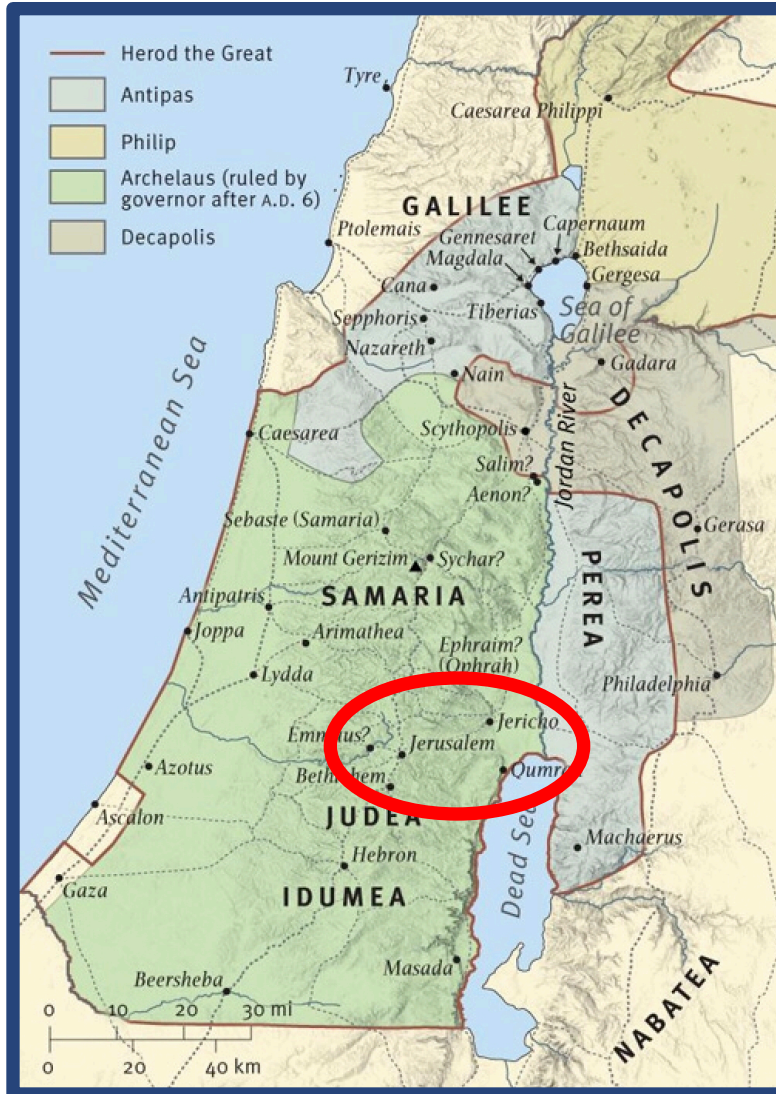 Herod the Great
Antipas
Philip
Archelaus (ruled by
governor after A.D. 6)
Decapolis
Tyre
Caesarea Philippi
GALILEE
Ptolemais
Gennesaret
Capernaum
Magdala
Bethsaida
Cana
Gergesa
Tiberias
Sea of
Galilee
Sepphoris
Nazareth
Gadara
Nain
Mediterranean Sea
Caesarea
Scythopolis
Jordan River
DECAPOLIS
Salim?
Aenon?
Sebaste (Samaria)
Gerasa
Mount Gerizim
Sychar?
PEREA
SAMARIA
Antipatris
Joppa
Arimathea
Ephraim?
(Ophrah)
Lydda
Philadelphia
Jericho
Jerusalem
Azotus
JUDEA
Ascalon
Dead Sea
Machaerus
Hebron
Gaza
IDUMEA
Masada
Beersheba
NABATEA
0 10 20 30 mi
0 20 40 km